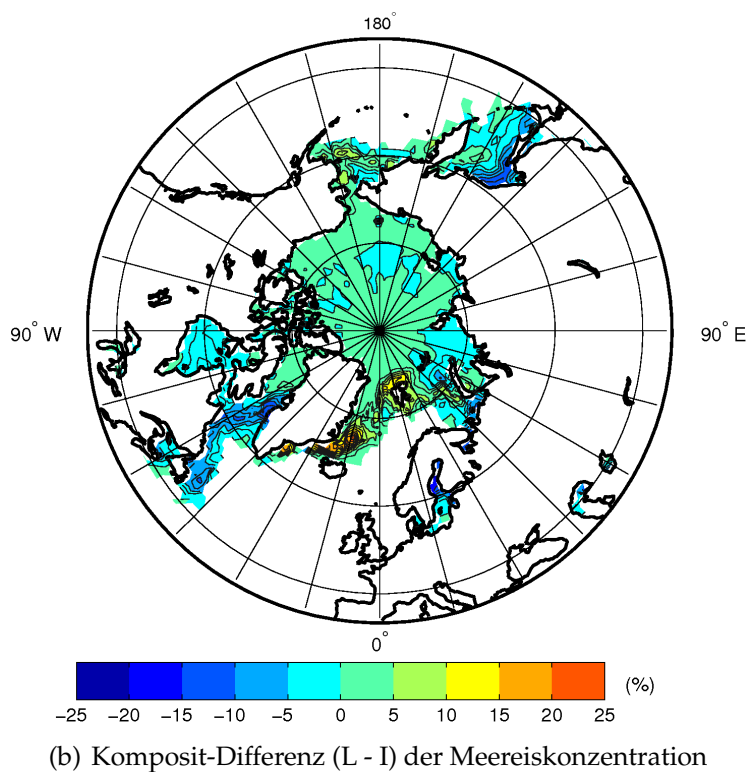 180°
90° W
90° E
0°
−25 −20 −15 −10 −5 0 5 10 15 20 25 (%)
(b) Komposit-Differenz (L - I) der Meereiskonzentration